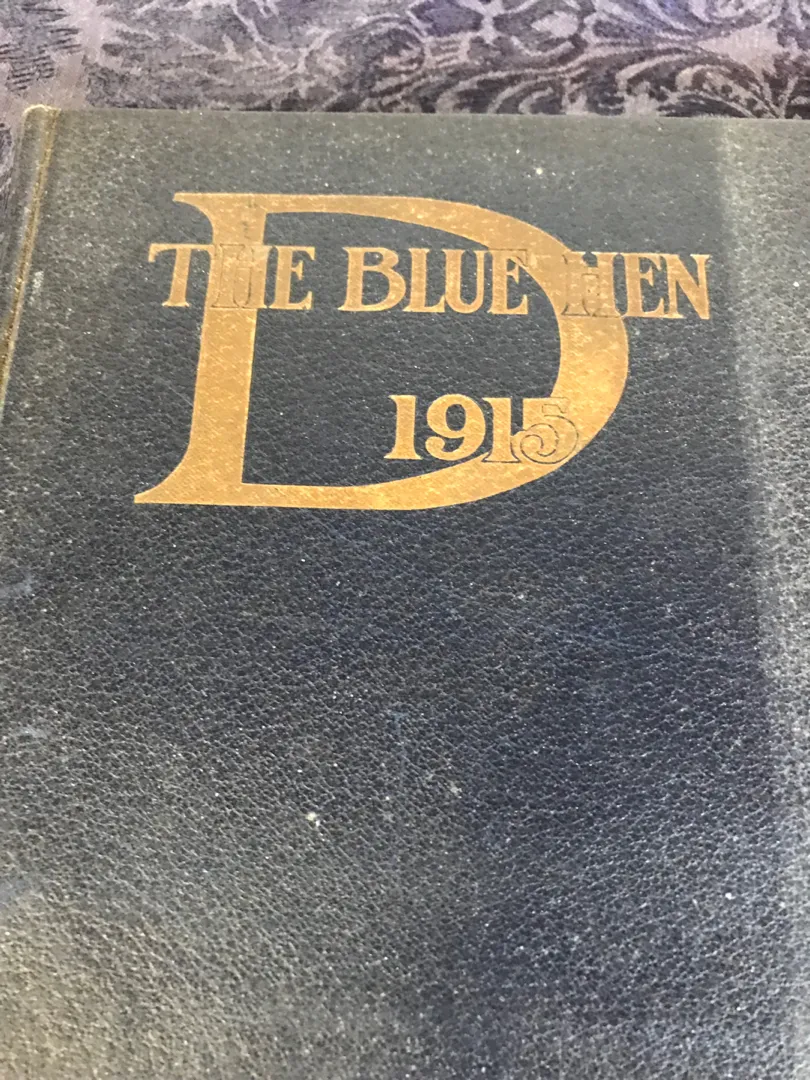 D
THE BLUE HEN
1915